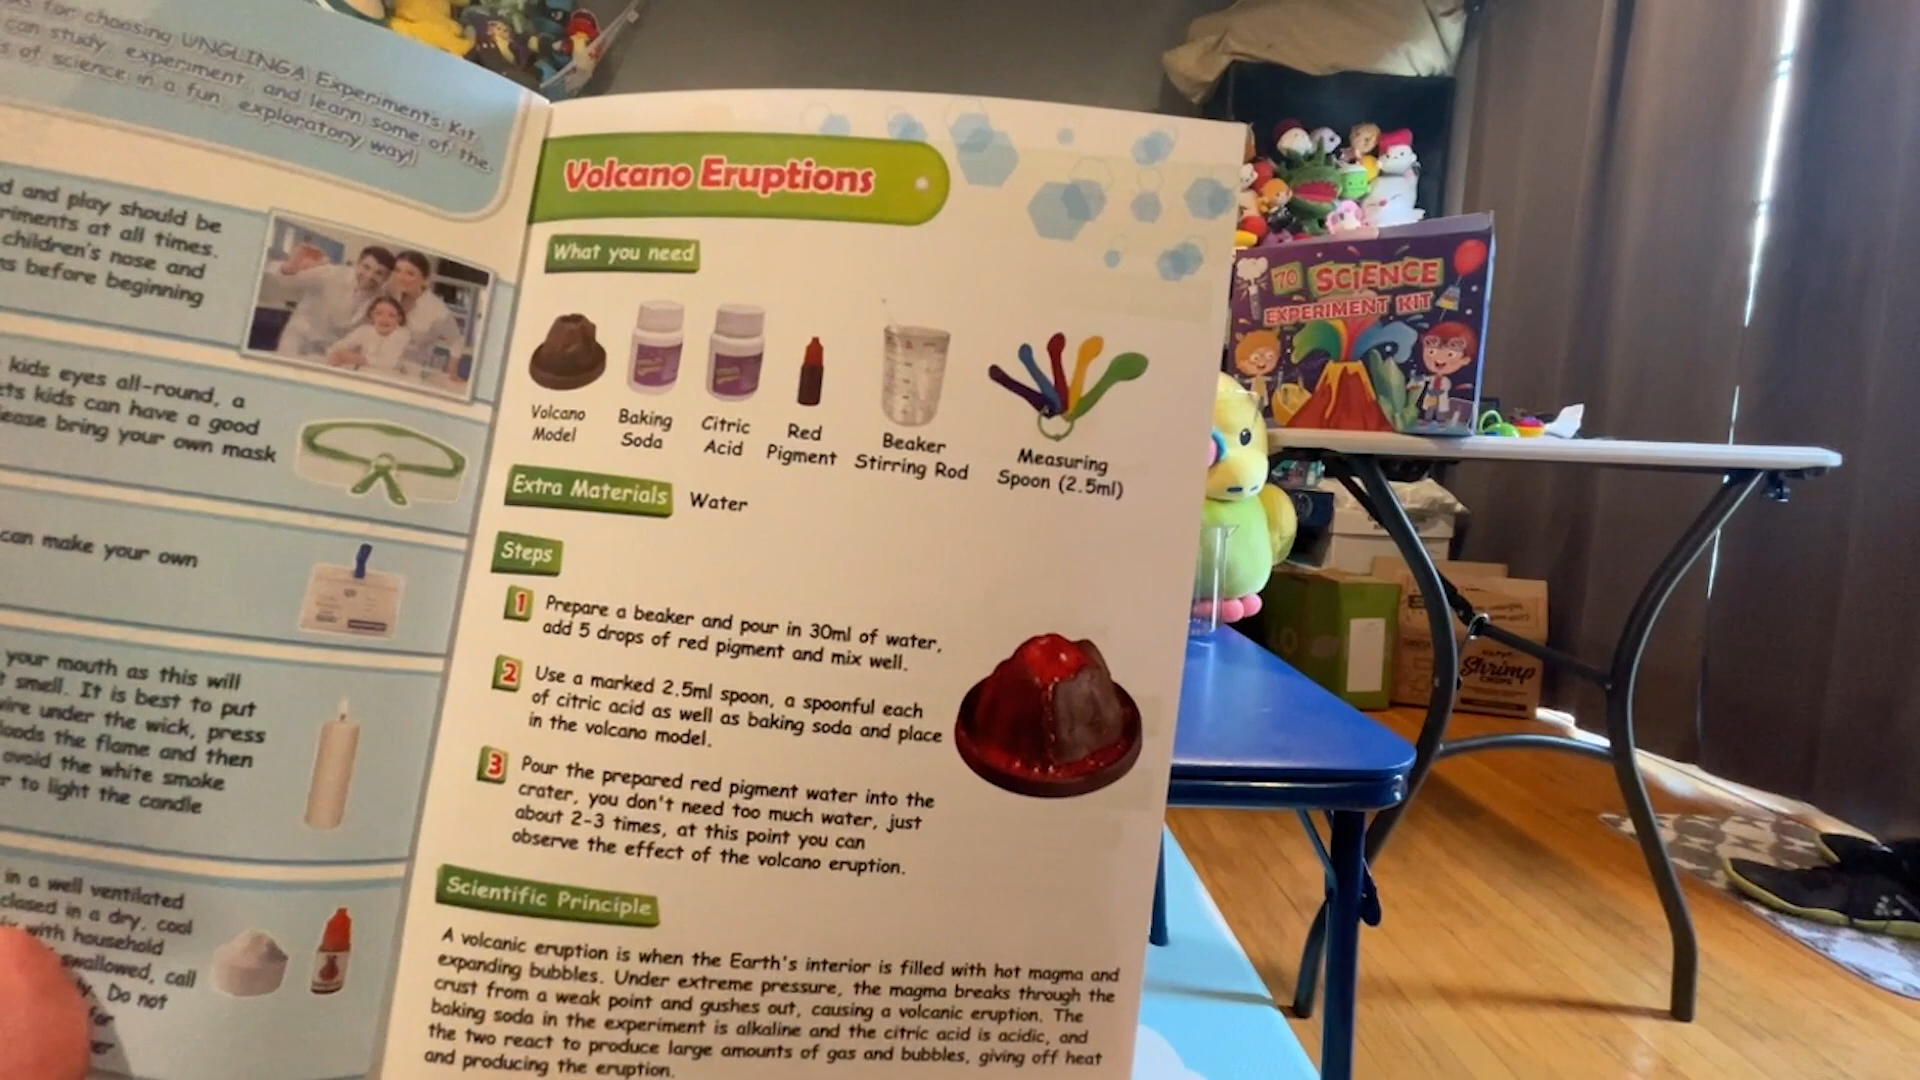 for choosing UNGLINGA Experiments Kit.
can study, experiment, and learn some of the
of science in a fun, exploratory way!
d and play should be
riments at all times.
children's nose and
ns before beginning
kids eyes all-round, a
ets kids can have a good
lease bring your own mask
can make your own
your mouth as this will
t smell. It is best to put
wire under the wick, press
loods the flame and then
avoid the white smoke
r to light the candle
in a well ventilated
closed in a dry, cool
with household
swallowed, call
Do not
for
Volcano Eruptions
What you need
Volcano
Model
Baking
Soda
Citric
Acid
Red
Pigment
Beaker
Stirring Rod
Measuring
Spoon (2.5ml)
Extra Materials Water
Steps
1 Prepare a beaker and pour in 30ml of water,
add 5 drops of red pigment and mix well.
2 Use a marked 2.5ml spoon, a spoonful each
of citric acid as well as baking soda and place
in the volcano model.
3 Pour the prepared red pigment water into the
crater, you don't need too much water, just
about 2-3 times, at this point you can
observe the effect of the volcano eruption.
Scientific Principle
A volcanic eruption is when the Earth's interior is filled with hot magma and
expanding bubbles. Under extreme pressure, the magma breaks through the
crust from a weak point and gushes out, causing a volcanic eruption. The
baking soda in the experiment is alkaline and the citric acid is acidic, and
the two react to produce large amounts of gas and bubbles, giving off heat
and producing the eruption.
70 SCIENCE
EXPERIMENT KIT
Shrimp
CHIPS